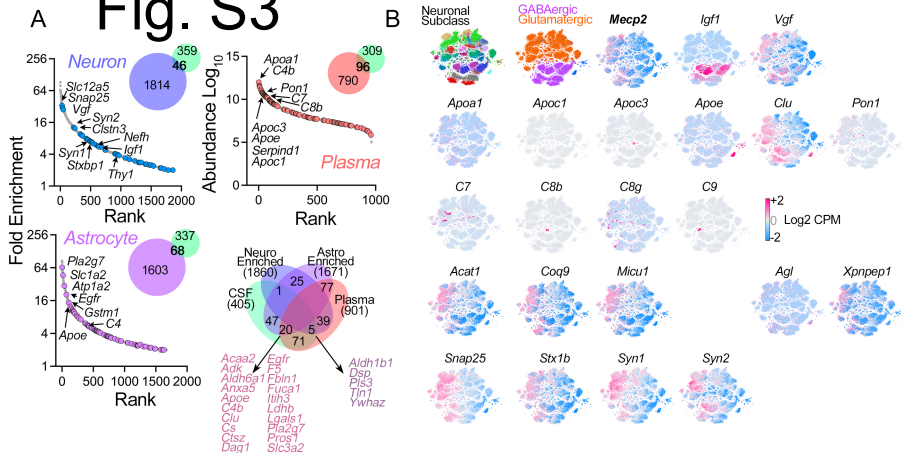 Fig. S3
A
Fold Enrichment
256
64
16
4
1
Slc12a5
Snap25
Vgf
Syn2
Clstn3
Nefh
Igf1
Syn1
Stxbp1
Thy1
Neuron
359
46
1814
0 500 1000 1500 2000
Rank
Abundance Log10
15
10
5
0
Apoa1
C4b
Pon1
C7
C8b
Apoc3
Apoe
Serpind1
Apoc1
309
96
790
Plasma
0 500 1000
Rank
256
64
16
4
1
Astrocyte
Pla2g7
Slc1a2
Atp1a2
Egfr
Gstm1
C4
Apoe
337
68
1603
0 500 1000 1500 2000
Rank
Neuro
Enriched
(1860)
Astro
Enriched
(1671)
CSF
(405)
Plasma
(901)
25
1
77
47
39
20
5
71
Acaa2
Adk
Aldh6a1
Anxa5
Apoe
C4b
Clu
Cs
Ctsz
Dag1
Egfr
F5
Fbln1
Fuca1
Itih3
Ldhb
Lgals1
Pla2g7
Pros1
Slc3a2
Aldh1b1
Dsp
Pls3
Tln1
Ywhaz
B
Neuronal
Subclass
GABAergic
Glutamatergic
Mecp2
Igf1
Vgf
Apoa1
Apoc1
Apoc3
Apoe
Clu
Pon1
C7
C8b
C8g
C9
+2
Log2 CPM
-2
Acat1
Coq9
Micu1
Agl
Xpnpep1
Snap25
Stx1b
Syn1
Syn2